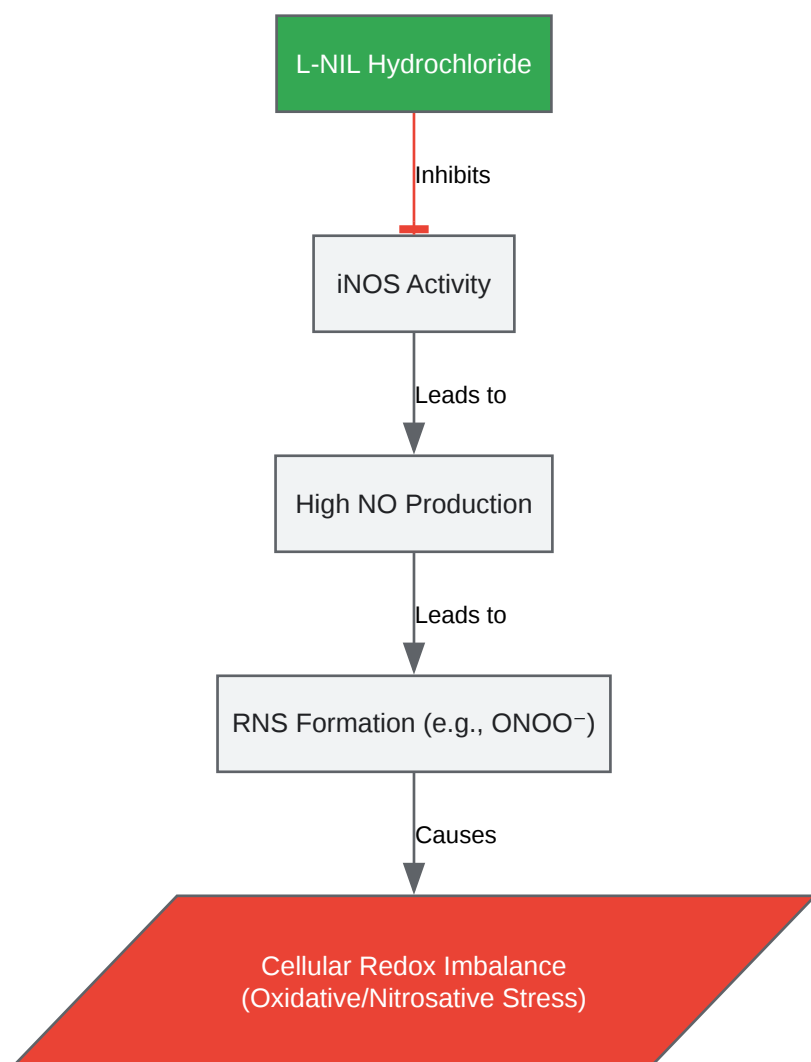 L-NIL Hydrochloride
Inhibits
iNOS Activity
Leads to
High NO Production
Leads to
RNS Formation (e.g., ONOO⁻)
Causes
Cellular Redox Imbalance
(Oxidative/Nitrosative Stress)